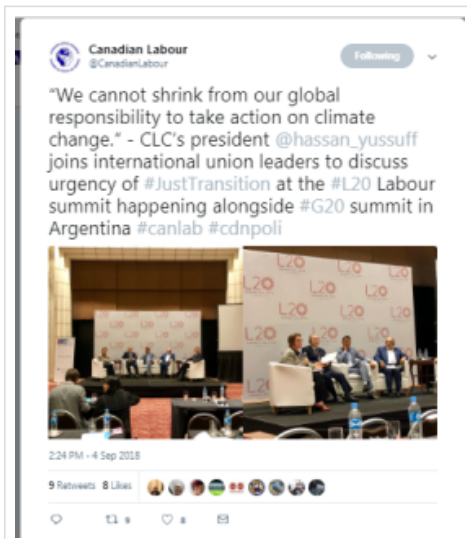 Canadian Labour
@CanadianLabour
Following
“We cannot shrink from our global
responsibility to take action on climate
change.“ - CLC's president @hassan_yussuff
joins international union leaders to discuss
urgency of #JustTransition at the #L20 Labour
summit happening alongside #G20 summit in
Argentina #canlab #cdnpoli
L20
L20
L20
L20
L20
L20
L20
2:24 PM - 4 Sep 2018
9 Retweets 8 Likes
9 8